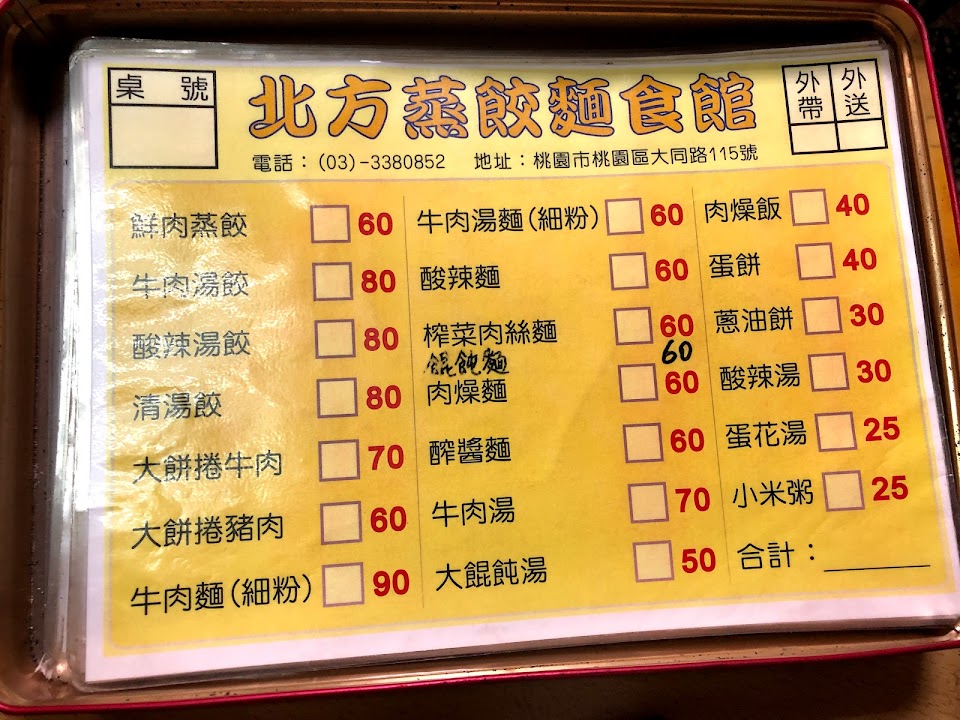 桌 號
北方蒸餃麵食館
外帶 外送
電話：(03)-3380852 地址：桃園市桃園區大同路115號
鮮肉蒸餃 60
牛肉湯餃 80
酸辣湯餃 80
清湯餃 80
大餅捲牛肉 70
大餅捲豬肉 60
牛肉麵(細粉) 90
牛肉湯麵(細粉) 60
酸辣麵 60
榨菜肉絲麵 60
餛飩麵 60
肉燥麵 60
醡醬麵 60
牛肉湯 70
大餛飩湯 50
肉燥飯 40
蛋餅 40
蔥油餅 30
酸辣湯 30
蛋花湯 25
小米粥 25
合計：